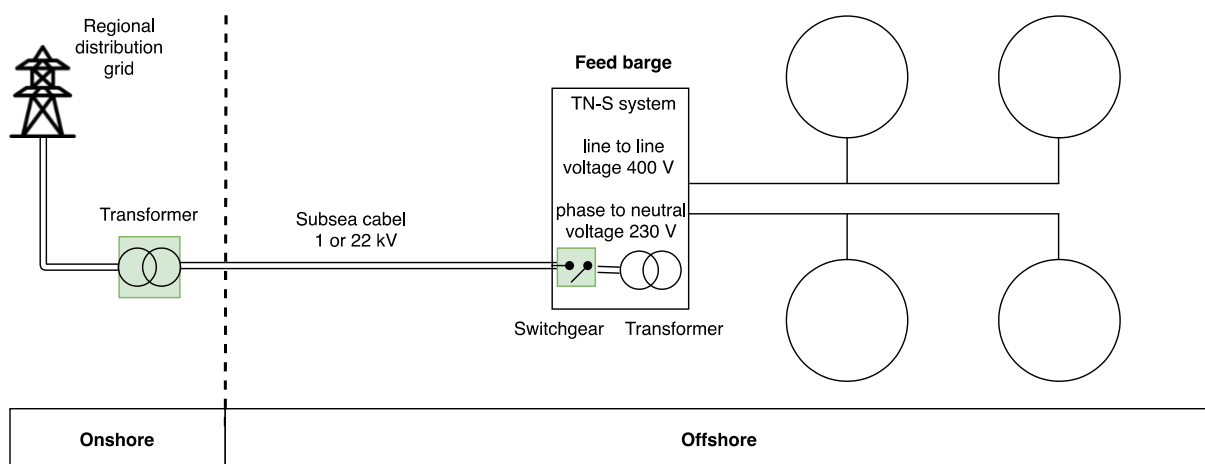 Regional
distribution
grid
Feed barge
TN-S system
line to line
voltage 400 V
phase to neutral
voltage 230 V
Transformer
Subsea cabel
1 or 22 kV
Switchgear
Transformer
Onshore
Offshore